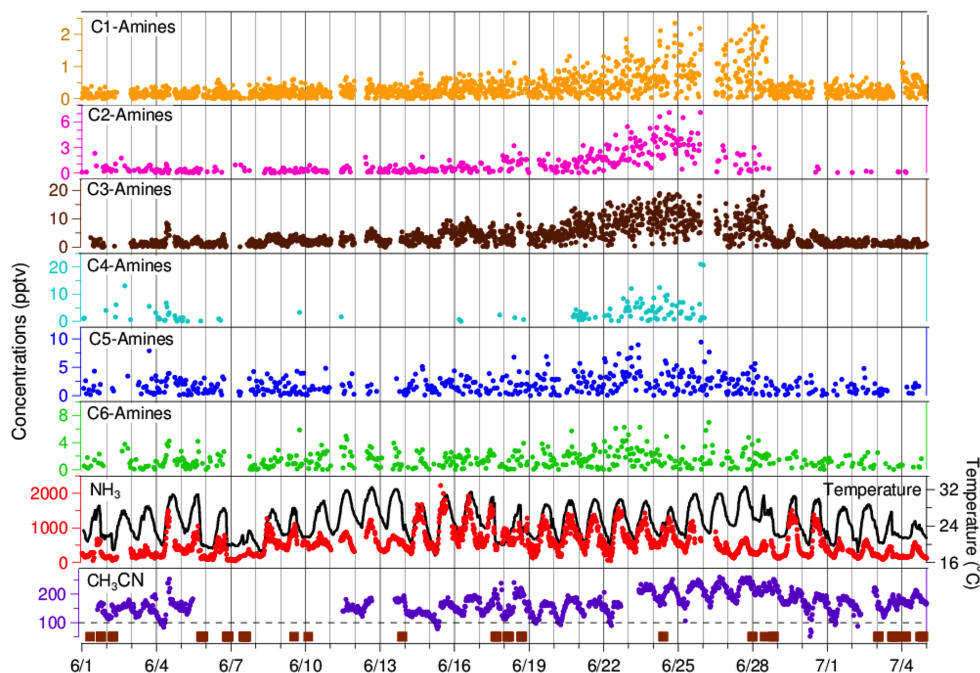 C1-Amines
2
1
0
C2-Amines
6
3
0
C3-Amines
20
10
0
C4-Amines
20
10
0
C5-Amines
10
5
0
C6-Amines
8
4
0
NH₃
Temperature
2000
1000
0
32
24
16
CH₃CN
200
100
Concentrations (pptv)
Temperature (°C)
6/1 6/4 6/7 6/10 6/13 6/16 6/19 6/22 6/25 6/28 7/1 7/4